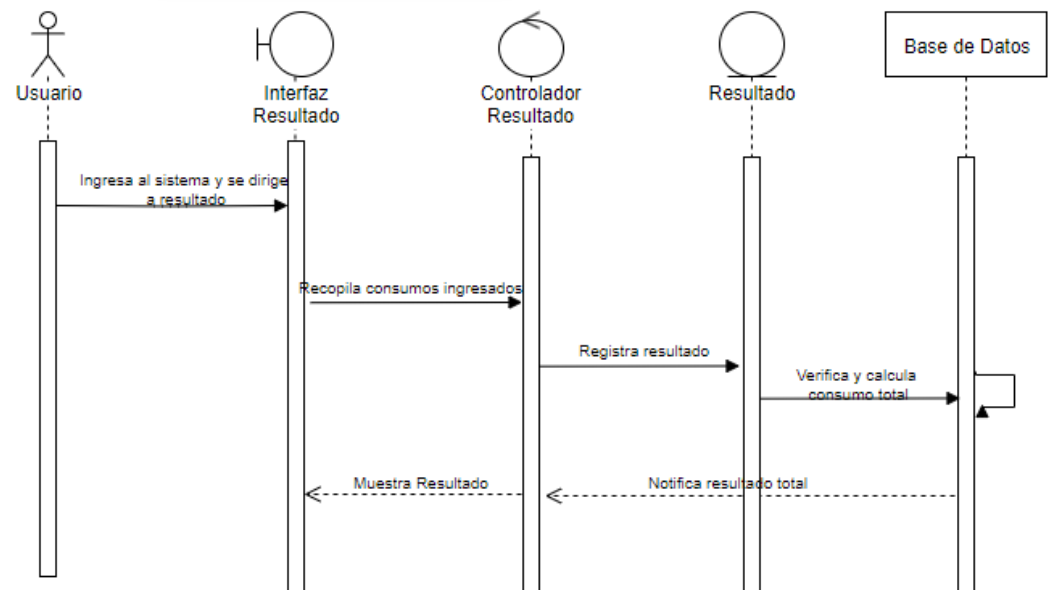 Usuario
Interfaz
Resultado
Controlador
Resultado
Resultado
Base de Datos
Ingresa al sistema y se dirige
a resultado
Recopila consumos ingresados
Registra resultado
Verifica y calcula
consumo total
Muestra Resultado
Notifica resultado total